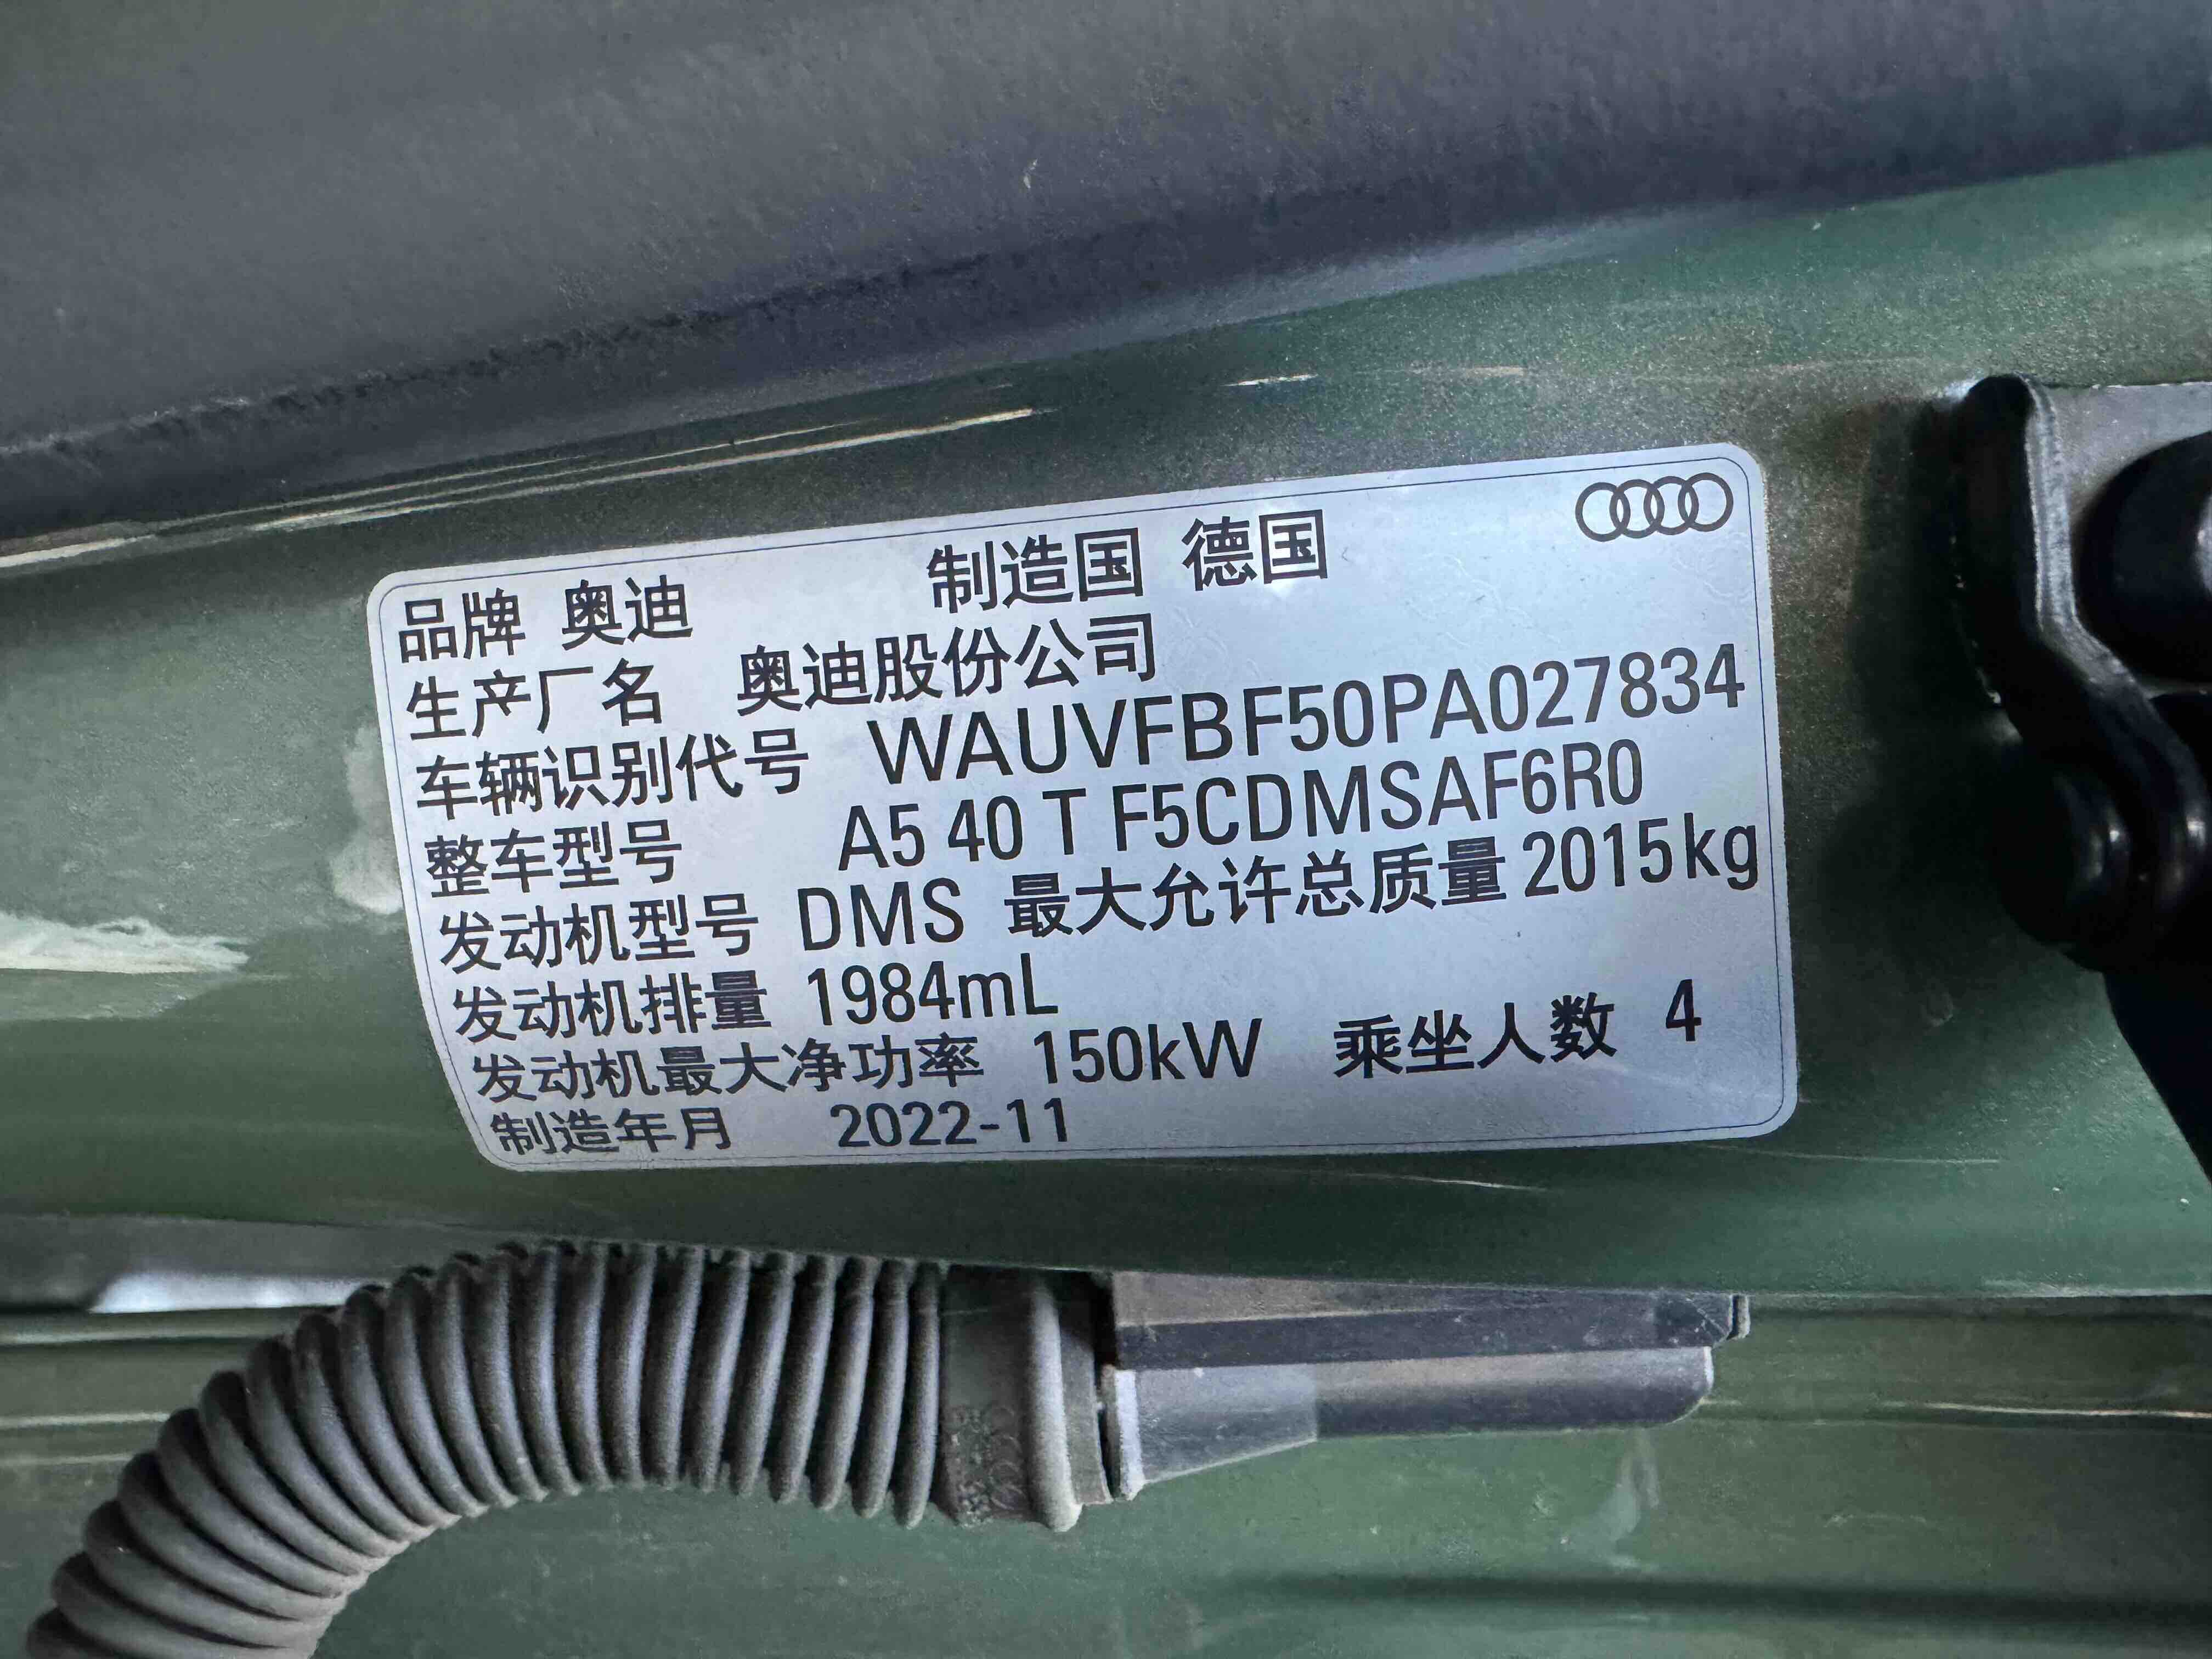 品牌 奥迪 制造国 德国
生产厂名 奥迪股份公司
车辆识别代号 WAUVFBF50PA027834
整车型号 A5 40 T F5CDMSAF6R0
发动机型号 DMS 最大允许总质量 2015kg
发动机排量 1984mL
发动机最大净功率 150kW 乘坐人数 4
制造年月 2022-11